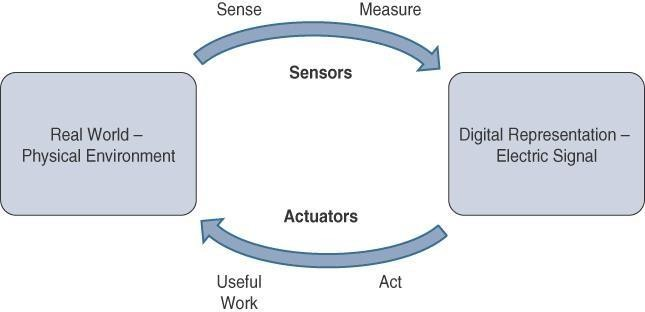 Sense Measure
Sensors
Real World –
Physical Environment
Digital Representation –
Electric Signal
Actuators
Useful
Work
Act